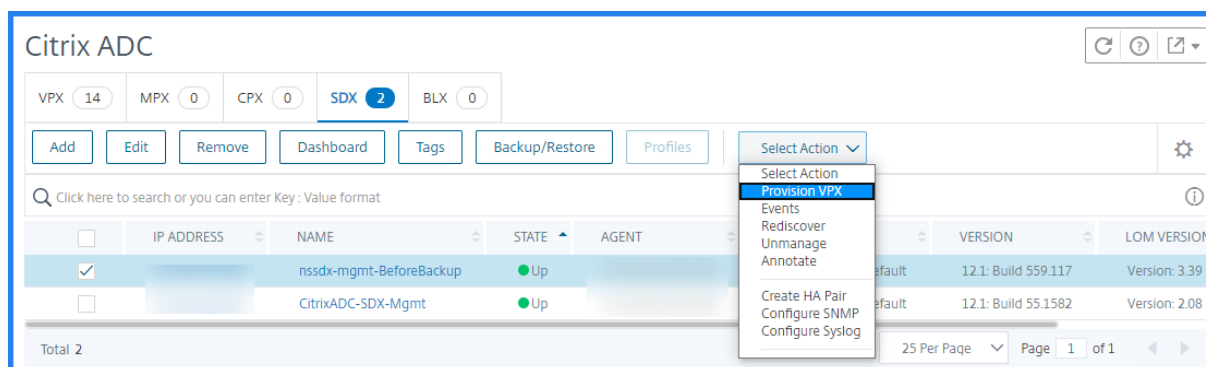 Citrix ADC
VPX 14 MPX 0 CPX 0 SDX 2 BLX 0
Add Edit Remove Dashboard Tags Backup/Restore Profiles Select Action
Select Action
Provision VPX
Events
Rediscover
Unmanage
Annotate
Create HA Pair
Configure SNMP
Configure Syslog
Click here to search or you can enter Key : Value format
IP ADDRESS NAME STATE AGENT VERSION LOM VERSION
nssdx-mgmt-BeforeBackup Up efault 12.1: Build 559.117 Version: 3.39
CitrixADC-SDX-Mgmt Up efault 12.1: Build 55.1582 Version: 2.08
Total 2 25 Per Page Page 1 of 1